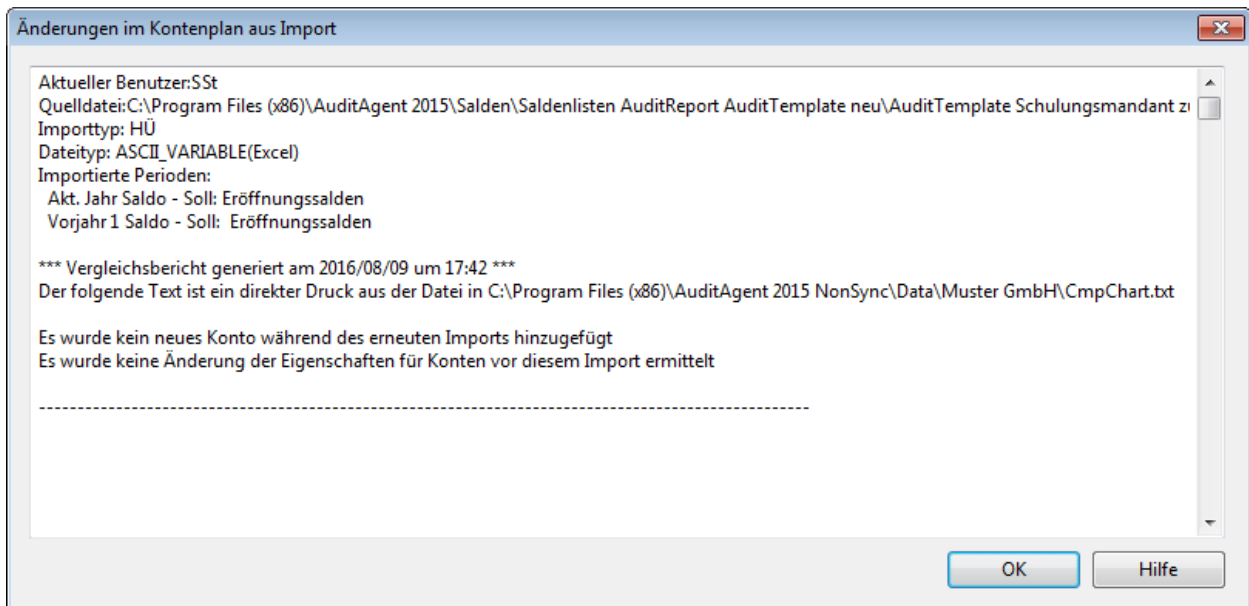 Änderungen im Kontenplan aus Import
Aktueller Benutzer:SSt
Quelldatei:C:\Program Files (x86)\AuditAgent 2015\Salden\Saldenlisten AuditReport AuditTemplate neu\AuditTemplate Schulungsmandant
Importtyp: HÜ
Dateityp: ASCII_VARIABLE(Excel)
Importierte Perioden:
Akt. Jahr Saldo - Soll: Eröffnungssalden
Vorjahr 1 Saldo - Soll:  Eröffnungssalden
*** Vergleichsbericht generiert am 2016/08/09 um 17:42 ***
Der folgende Text ist ein direkter Druck aus der Datei in C:\Program Files (x86)\AuditAgent 2015 NonSync\Data\Muster GmbH\CmpChart.txt
Es wurde kein neues Konto während des erneuten Imports hinzugefügt
Es wurde keine Änderung der Eigenschaften für Konten vor diesem Import ermittelt
----------------------------------------------------------------------------------------------------
OK
Hilfe